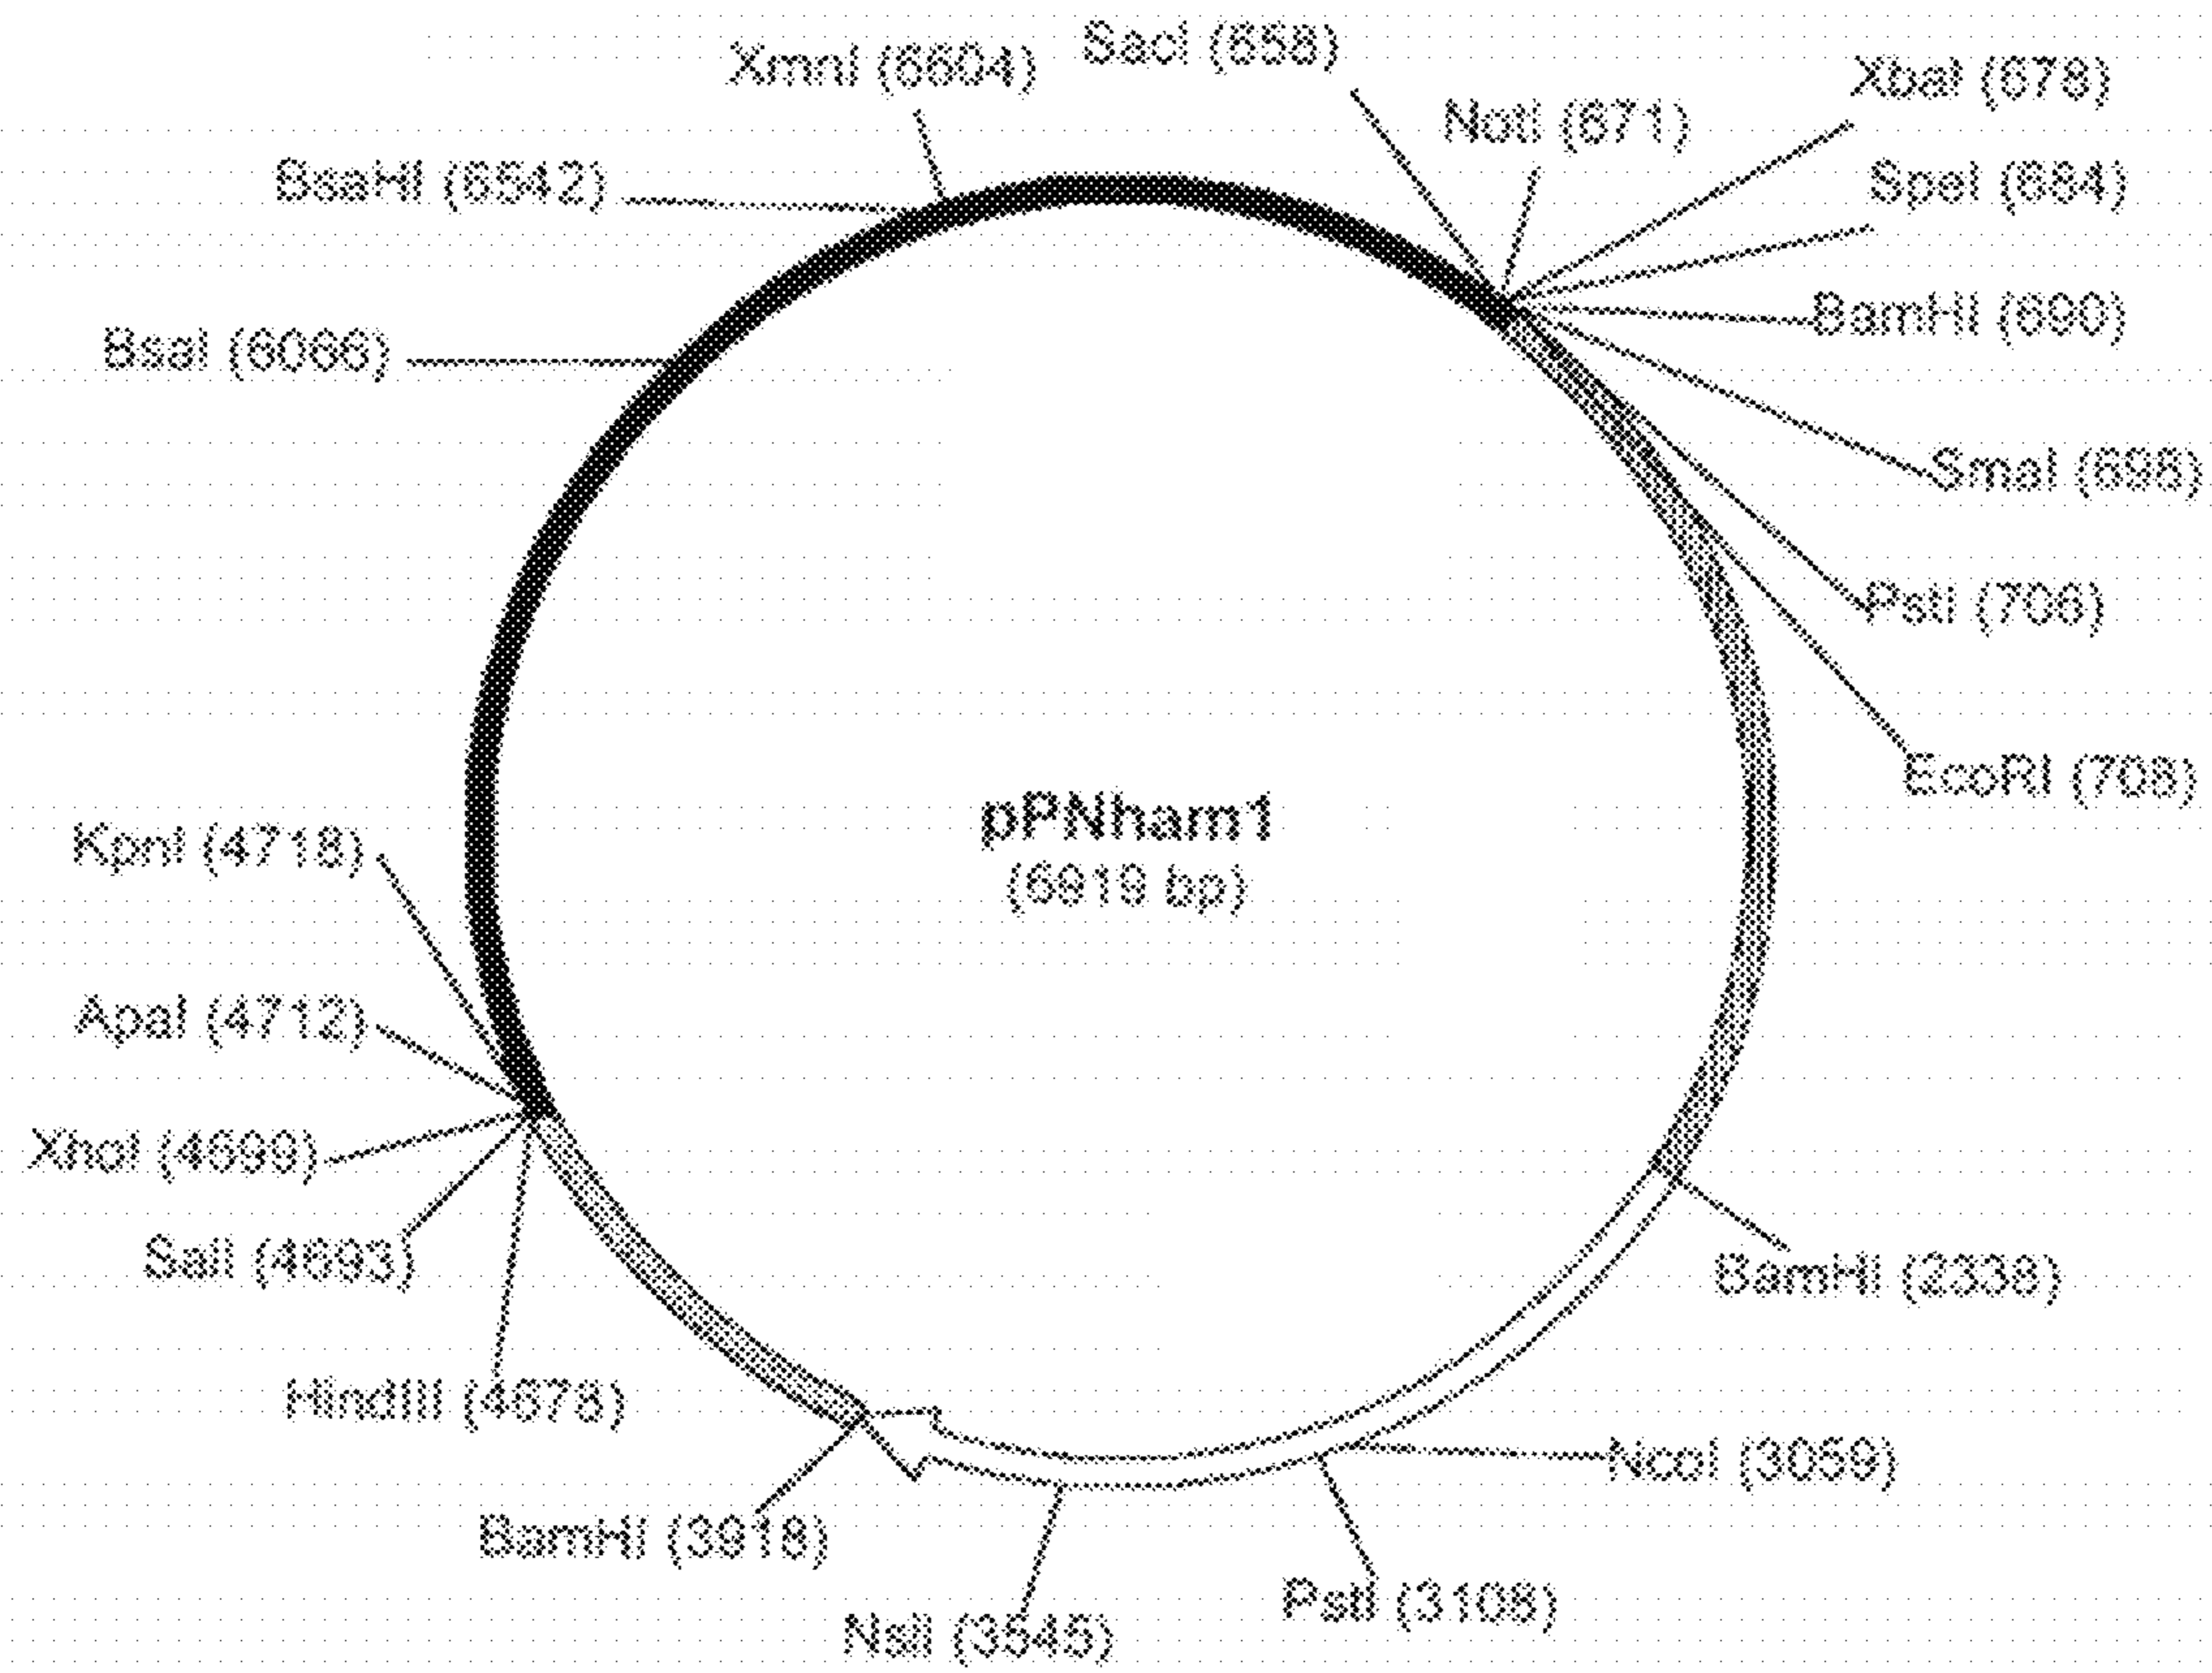 XmnI (6604)
SacI (658)
NotI (671)
XbaI (678)
SpeI (684)
BsaHI (6542)
BamHI (690)
BsaI (6066)
SmaI (698)
PstI (706)
EcoRI (708)
pPNham1
(6919 bp)
KpnI (4718)
ApaI (4712)
XhoI (4699)
SalI (4693)
HindIII (4678)
BamHI (2338)
NcoI (3059)
BamHI (3918)
PstI (3108)
NsiI (3545)